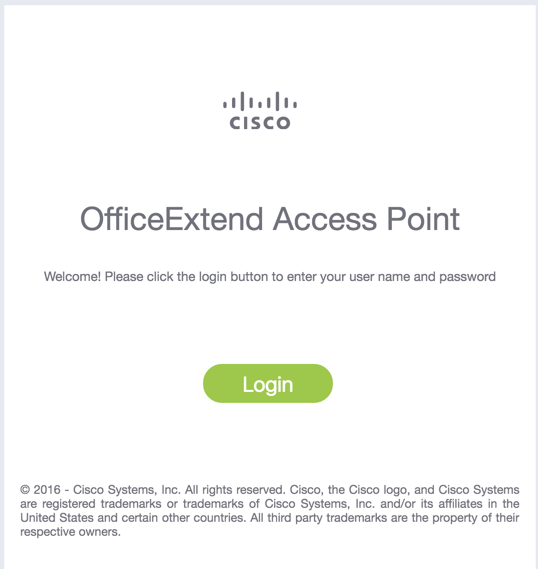 CISCO
OfficeExtend Access Point
Welcome! Please click the login button to enter your user name and password
Login
© 2016 - Cisco Systems, Inc. All rights reserved. Cisco, the Cisco logo, and Cisco Systems
are registered trademarks or trademarks of Cisco Systems, Inc. and/or its affiliates in the
United States and certain other countries. All third party trademarks are the property of their
respective owners.